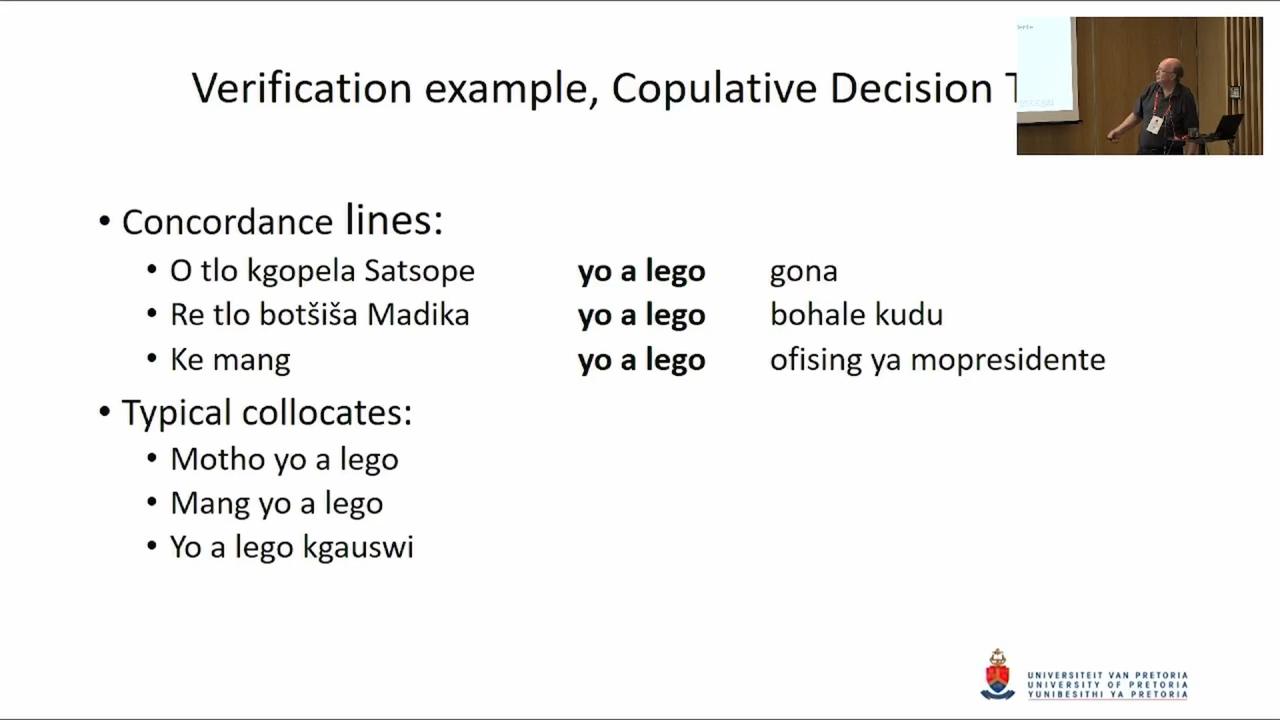 Verification example, Copulative Decision
• Concordance lines:
• O tlo kgopela Satsope yo a lego gona
• Re tlo botšiša Madika yo a lego bohale kudu
• Ke mang yo a lego ofising ya mopresidente
• Typical collocates:
• Motho yo a lego
• Mang yo a lego
• Yo a lego kgauswi
UNIVERSITEIT VAN PRETORIA
UNIVERSITY OF PRETORIA
YUNIBESITHI YA PRETORIA